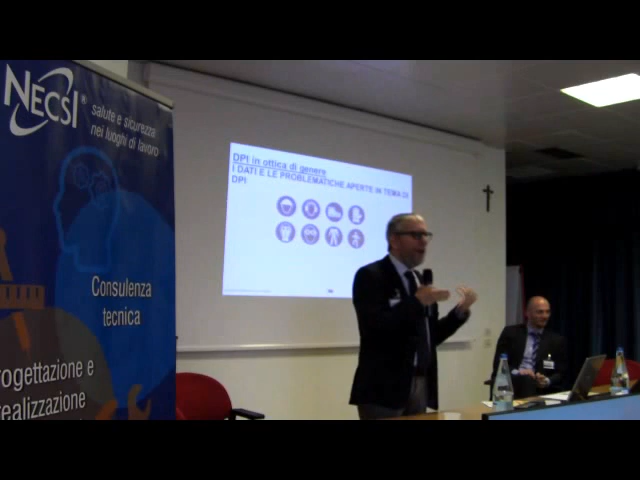 NECSI®
salute e sicurezza
nei luoghi di lavoro
Consulenza
tecnica
rogettazione e
realizzazione
DPI in ottica di genere
I DATI E LE PROBLEMATICHE APERTE IN TEMA DI
DPI